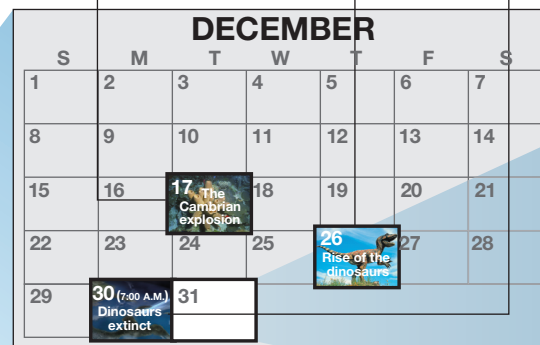 DECEMBER
S M T W T F S
1 2 3 4 5 6 7
8 9 10 11 12 13 14
15 16 17 The Cambrian explosion 18 19 20 21
22 23 24 25 26 Rise of the dinosaurs 27 28
29 30 (7:00 A.M.) Dinosaurs extinct 31